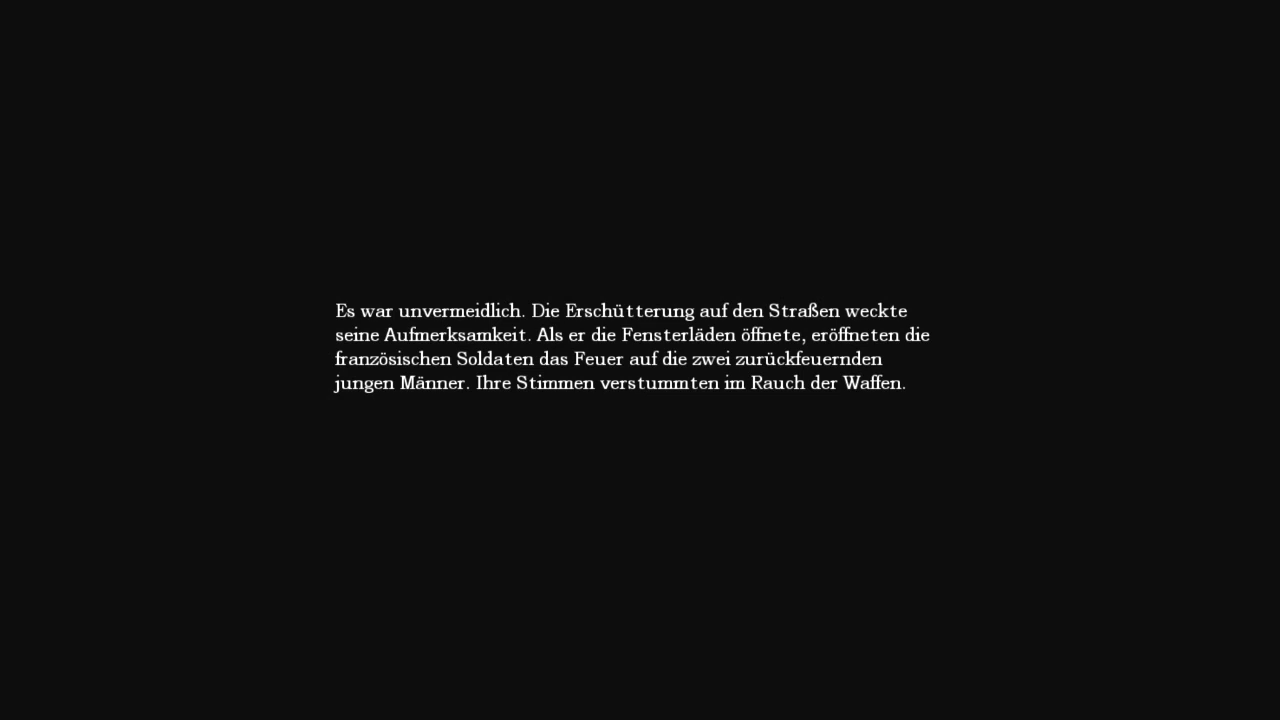 Es war unvermeidlich. Die Erschütterung auf den Straßen weckte
seine Aufmerksamkeit. Als er die Fensterläden öffnete, eröffneten die
französischen Soldaten das Feuer auf die zwei zurückfeuernden
jungen Männer. Ihre Stimmen verstummten im Rauch der Waffen.